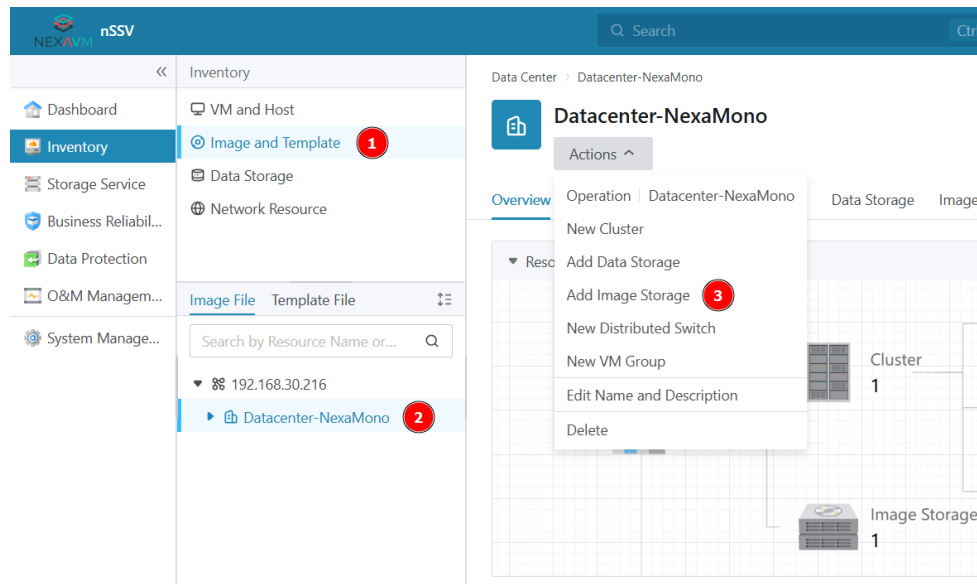 NEXAVM
nSSV
Search
Ctr
Inventory
Dashboard
Inventory
Storage Service
Business Reliabil...
Data Protection
O&M Managem...
System Manage...
VM and Host
Image and Template
1
Data Storage
Network Resource
Image File
Template File
Search by Resource Name or...
192.168.30.216
Datacenter-NexaMono
2
Data Center
Datacenter-NexaMono
Datacenter-NexaMono
Actions
Overview
Data Storage
Image
Operation
Datacenter-NexaMono
New Cluster
Add Data Storage
Add Image Storage
3
New Distributed Switch
New VM Group
Edit Name and Description
Delete
Reso
Cluster
1
Image Storage
1